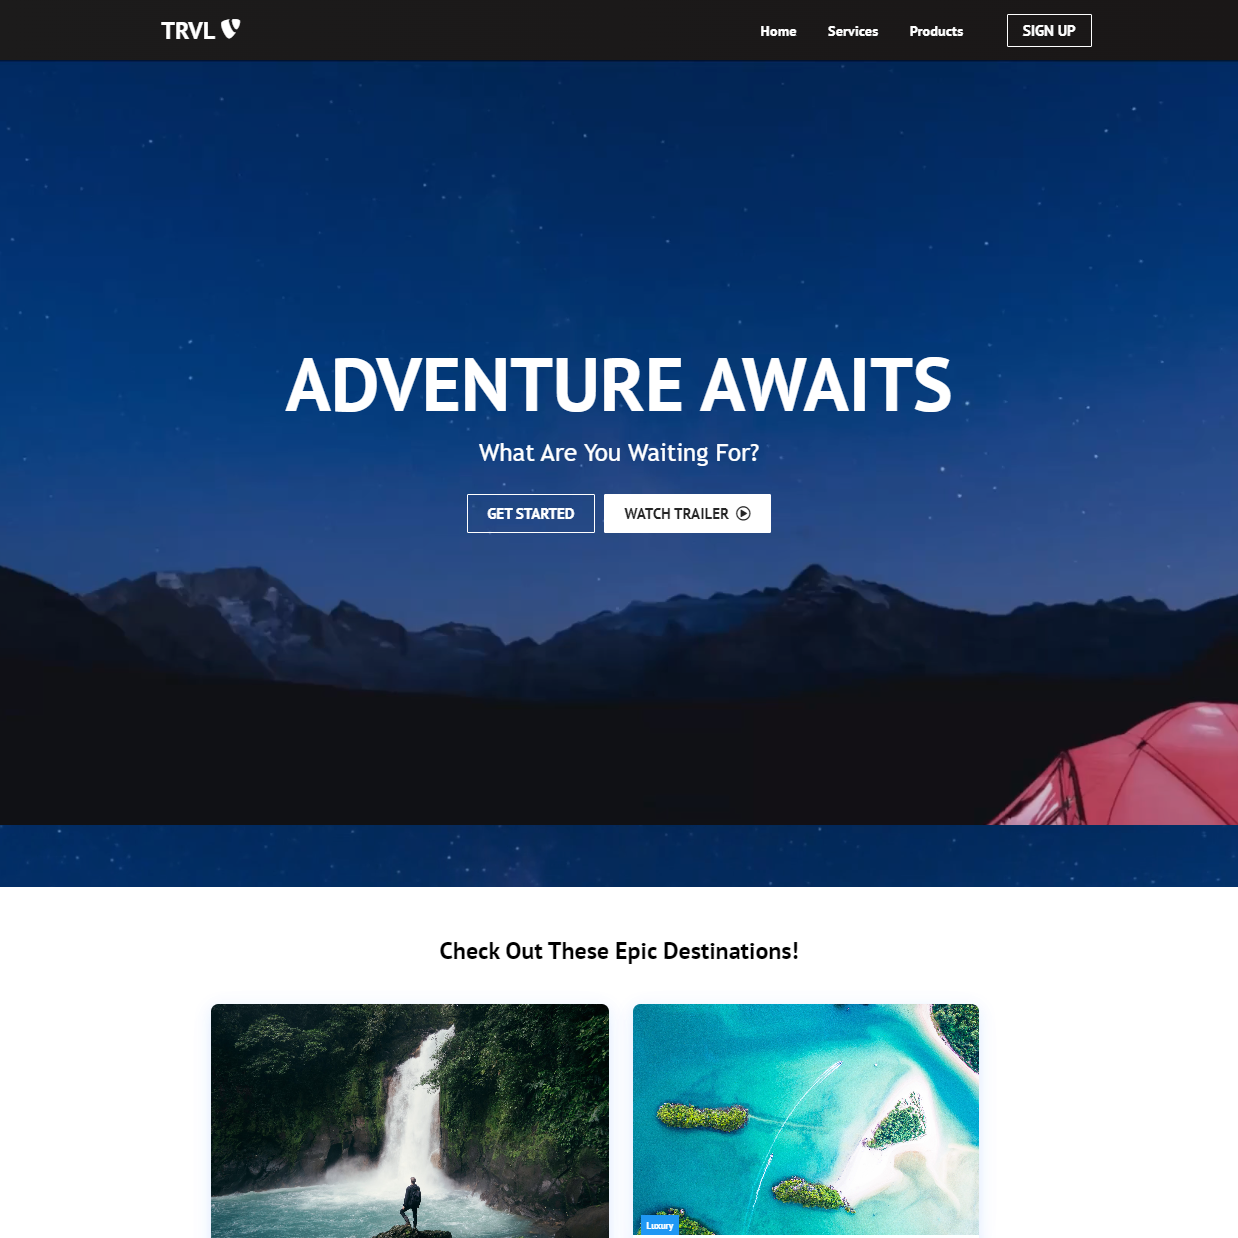 TRVL
Home Services Products SIGN UP
ADVENTURE AWAITS
What Are You Waiting For?
GET STARTED WATCH TRAILER
Check Out These Epic Destinations!
Luxury